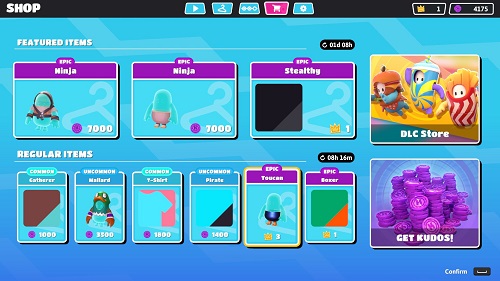 SHOP
1
4175
FEATURED ITEMS
01d 08h
EPIC
Ninja
7000
EPIC
Ninja
7000
EPIC
Stealthy
1
DLC Store
REGULAR ITEMS
08h 16m
COMMON
Gatherer
1000
UNCOMMON
Mallard
3300
COMMON
T-Shirt
1800
UNCOMMON
Pirate
1400
EPIC
Toucan
3
EPIC
Boxer
1
GET KUDOS!
Confirm